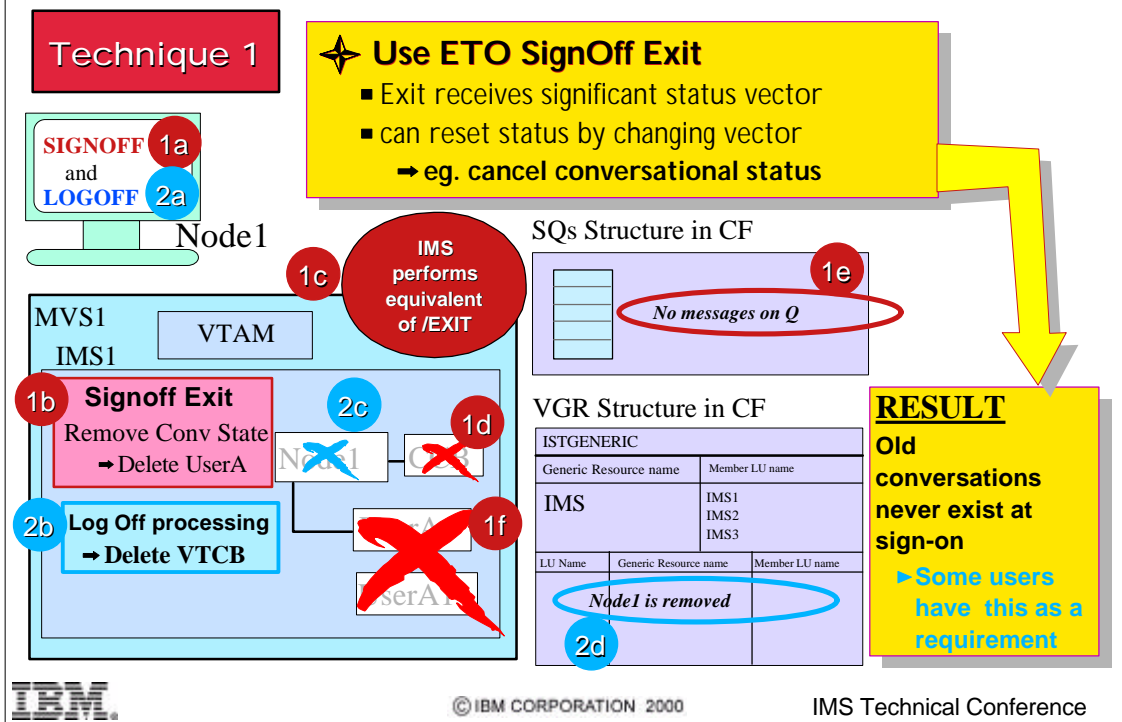 Technique 1
Use ETO SignOff Exit
Exit receives significant status vector
can reset status by changing vector
➡ eg. cancel conversational status
SIGNOFF 1a
and
LOGOFF 2a
Node1
1c
IMS
performs
equivalent
of /EXIT
MVS1
VTAM
IMS1
1b
Signoff Exit
Remove Conv State
➡ Delete UserA
2c
Node1
1d
2b
Log Off processing
➡ Delete VTCB
1f
SQs Structure in CF
1e
No messages on Q
VGR Structure in CF
ISTGENERIC
Generic Resource name Member LU name
IMS
IMS1
IMS2
IMS3
LU Name Generic Resource name Member LU name
Node1 is removed
2d
RESULT
Old
conversations
never exist at
sign-on
►Some users
have this as a
requirement
IBM.
© IBM CORPORATION 2000
IMS Technical Conference